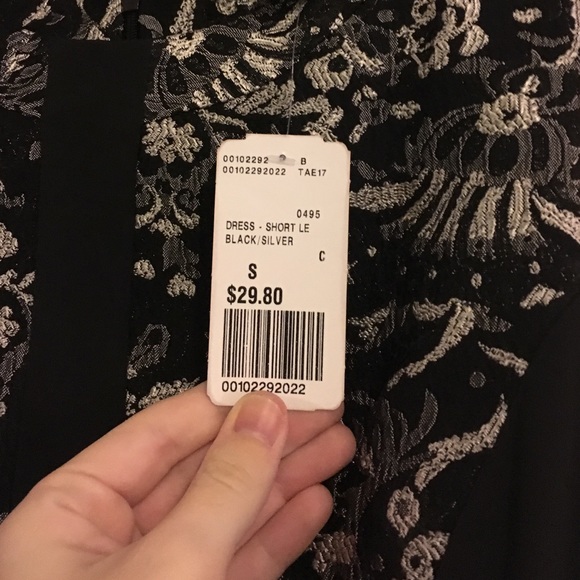 00102292 B
00102292022 TAE17
0495
DRESS - SHORT LE
BLACK/SILVER
C
S
$29.80
00102292022